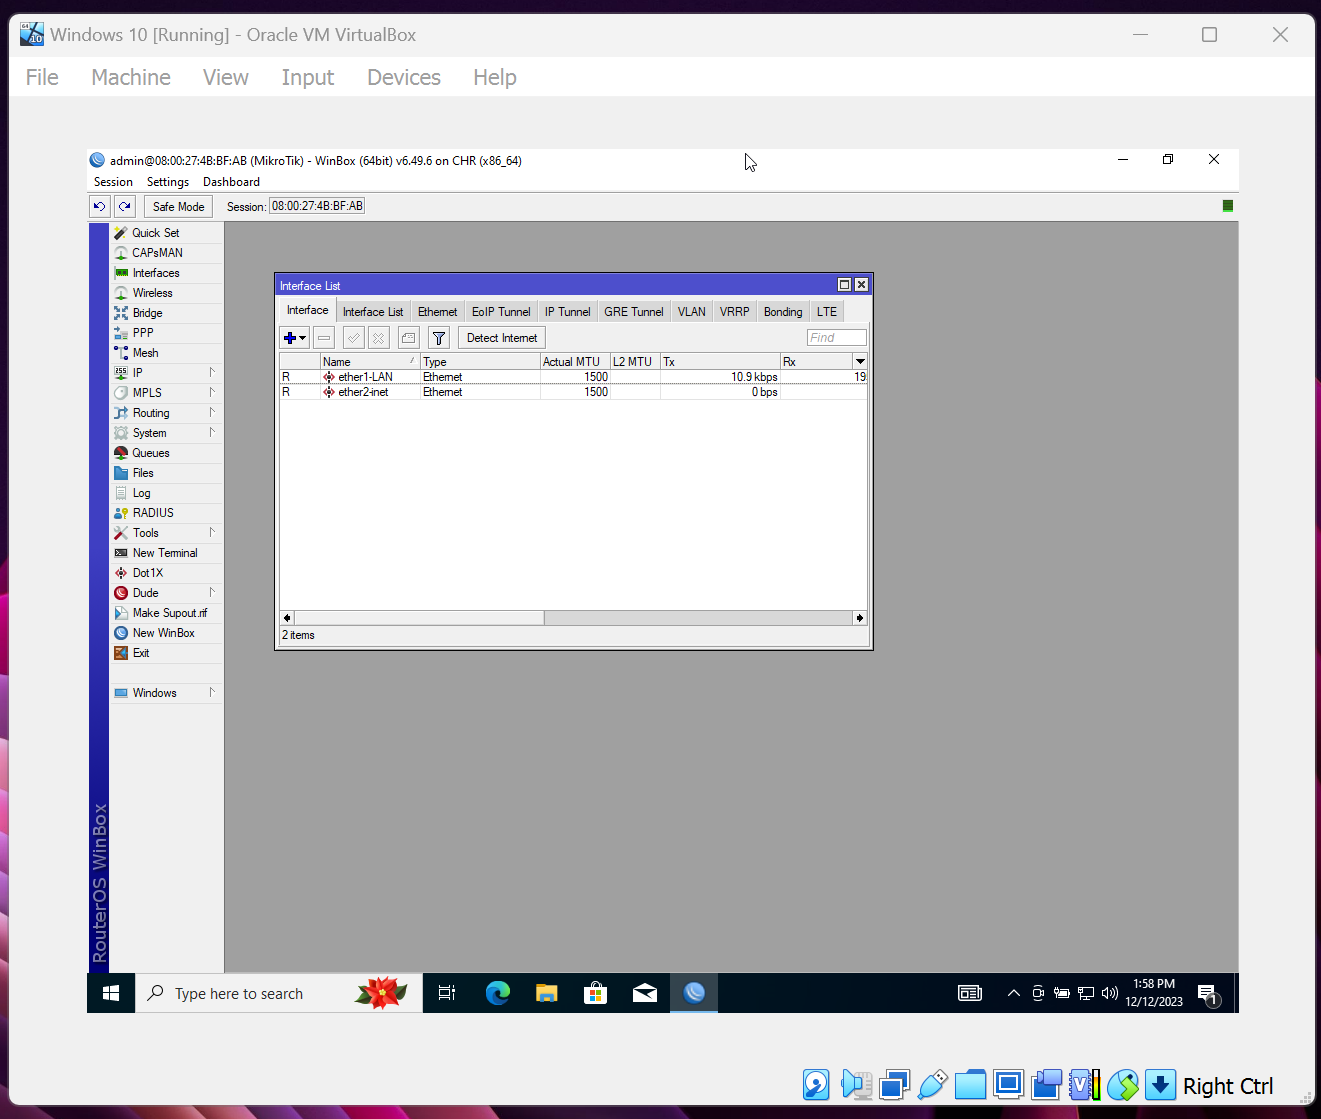 Windows 10 [Running] - Oracle VM VirtualBox
File Machine View Input Devices Help
admin@08:00:27:4B:BF:AB (MikroTik) - WinBox (64bit) v6.49.6 on CHR (x86_64)
Session Settings Dashboard
Safe Mode Session: 08:00:27:4B:BF:AB
Quick Set
CAPsMAN
Interfaces
Wireless
Bridge
PPP
Mesh
IP
MPLS
Routing
System
Queues
Files
Log
RADIUS
Tools
New Terminal
Dot1X
Dude
Make Supout.rif
New WinBox
Exit
Windows
RouterOS WinBox
Interface List
Interface Interface List Ethernet EoIP Tunnel IP Tunnel GRE Tunnel VLAN VRRP Bonding LTE
Detect Internet Find
Name Type Actual MTU L2 MTU Tx Rx
R ether1-LAN Ethernet 1500 10.9 kbps 19
R ether2-inet Ethernet 1500 0 bps
2 items
Type here to search
1:58 PM
12/12/2023
1
Right Ctrl